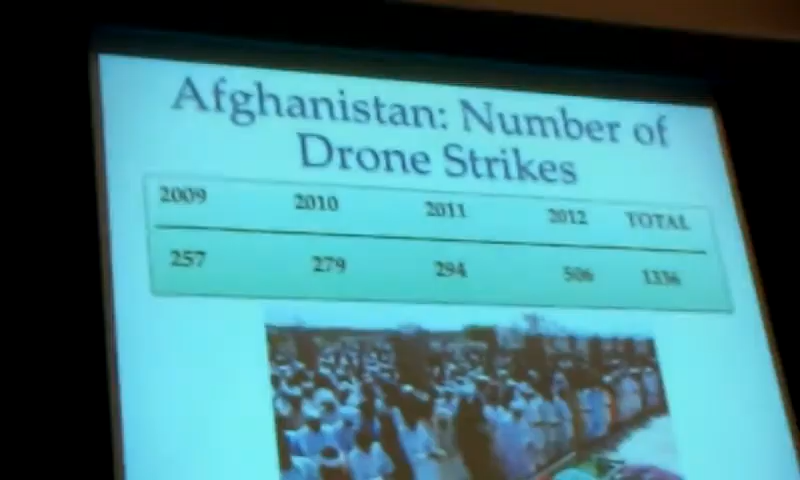 Afghanistan: Number of
Drone Strikes
2009 2010 2011 2012 TOTAL
257 279 294 506 1336